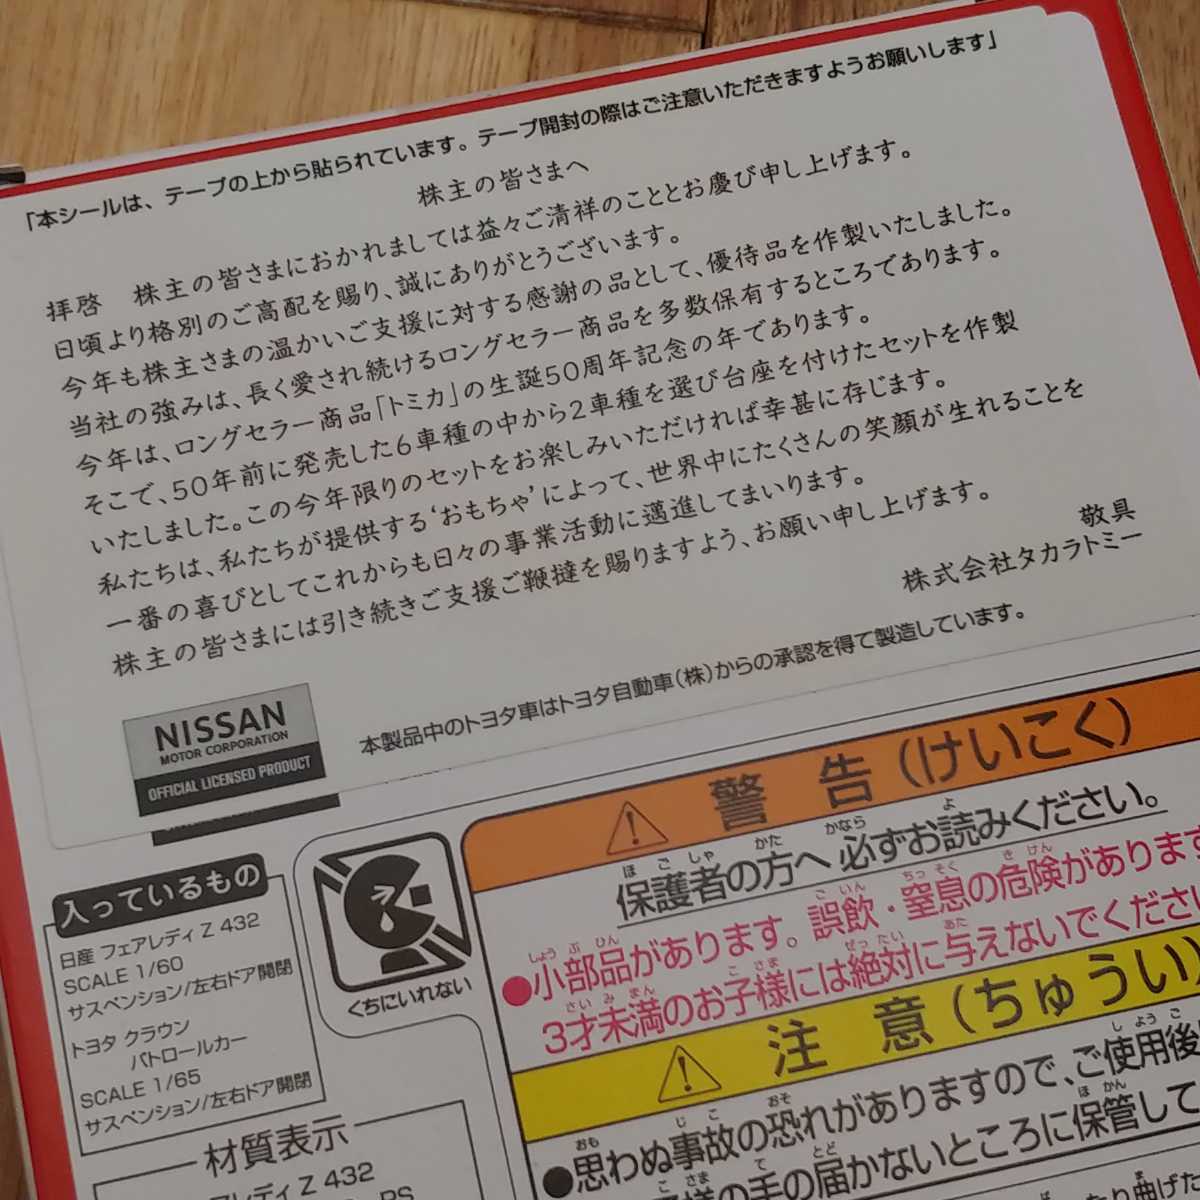 「本シールは、テープの上から貼られています。テープ開封の際はご注意いただきますようお願いします」
株主の皆さまへ
拝啓　株主の皆さまにおかれましては益々ご清祥のこととお慶び申し上げます。
日頃より格別のご高配を賜り、誠にありがとうございます。
今年も株主さまの温かいご支援に対する感謝の品として、優待品を作製いたしました。
当社の強みは、長く愛され続けるロングセラー商品を多数保有するところであります。
今年は、ロングセラー商品「トミカ」の生誕50周年記念の年であります。
そこで、50年前に発売した6車種の中から2車種を選び台座を付けたセットを作製
いたしました。この今年限りのセットをお楽しみいただければ幸甚に存じます。
私たちは、私たちが提供する‘おもちゃ’によって、世界中にたくさんの笑顔が生れることを
一番の喜びとしてこれからも日々の事業活動に邁進してまいります。
株主の皆さまには引き続きご支援ご鞭撻を賜りますよう、お願い申し上げます。
敬具
株式会社タカラトミー
NISSAN
MOTOR CORPORATION
OFFICIAL LICENSED PRODUCT
本製品中のトヨタ車はトヨタ自動車(株)からの承認を得て製造しています。
入っているもの
日産 フェアレディ Z 432
SCALE 1/60
サスペンション/左右ドア開閉
トヨタ クラウン
パトロールカー
SCALE 1/65
サスペンション/左右ドア開閉
材質表示
アレディ Z 432
PS
くちにいれない
警告(けいこく)
保護者の方へ 必ずお読みください。
●小部品があります。誤飲・窒息の危険があります
3才未満のお子様には絶対に与えないでくださ
注意(ちゅうい)
●思わぬ事故の恐れがありますので、ご使用後
様の手の届かないところに保管して
曲げた